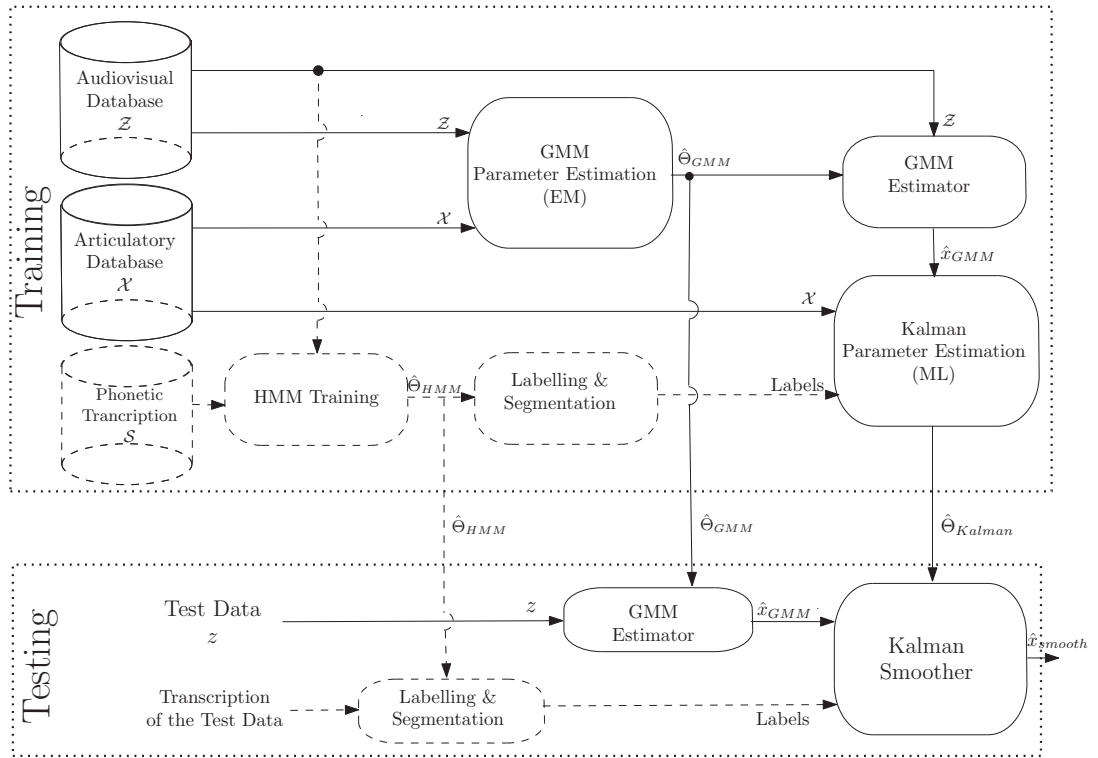 Training
Audiovisual
Database
𝒵
𝒵
GMM
Parameter Estimation
(EM)
Θ̂_GMM
𝒵
GMM
Estimator
Articulatory
Database
𝒳
𝒳
x̂_GMM
𝒳
Kalman
Parameter Estimation
(ML)
Phonetic
Trancription
𝒮
HMM Training
Θ̂_HMM
Labelling &
Segmentation
Labels
Θ̂_HMM
Θ̂_GMM
Θ̂_Kalman
Testing
Test Data
z
z
GMM
Estimator
x̂_GMM
Kalman
Smoother
x̂_smooth
Transcription
of the Test Data
Labelling &
Segmentation
Labels